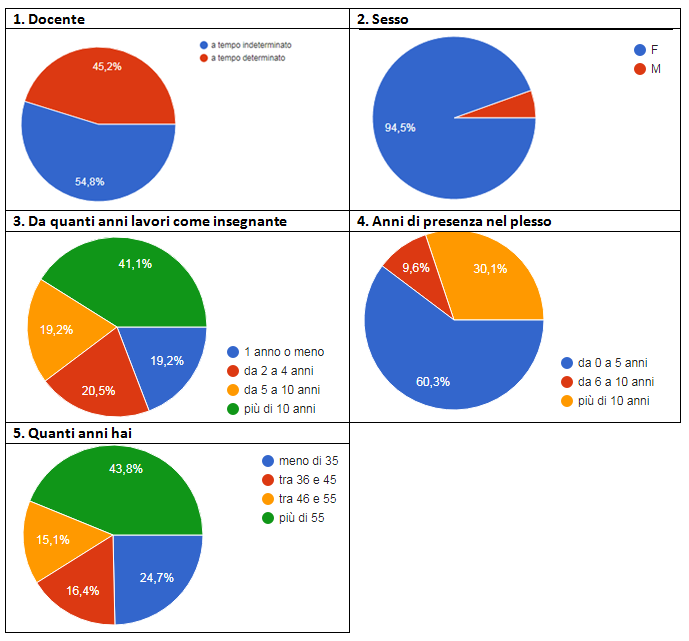 1. Docente
a tempo indeterminato
a tempo determinato
45,2%
54,8%
2. Sesso
F
M
94,5%
3. Da quanti anni lavori come insegnante
41,1%
19,2%
19,2%
20,5%
1 anno o meno
da 2 a 4 anni
da 5 a 10 anni
più di 10 anni
4. Anni di presenza nel plesso
9,6%
30,1%
60,3%
da 0 a 5 anni
da 6 a 10 anni
più di 10 anni
5. Quanti anni hai
43,8%
15,1%
16,4%
24,7%
meno di 35
tra 36 e 45
tra 46 e 55
più di 55